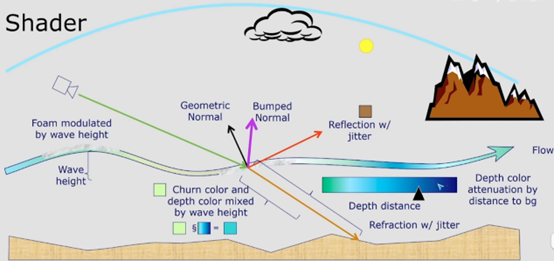 Shader
Geometric
Normal
Bumped
Normal
Foam modulated
by wave height
Reflection w/
jitter
Flow
Wave
height
Depth color
attenuation by
distance to bg
Churn color and
depth color mixed
by wave height
§ =
Depth distance
Refraction w/ jitter